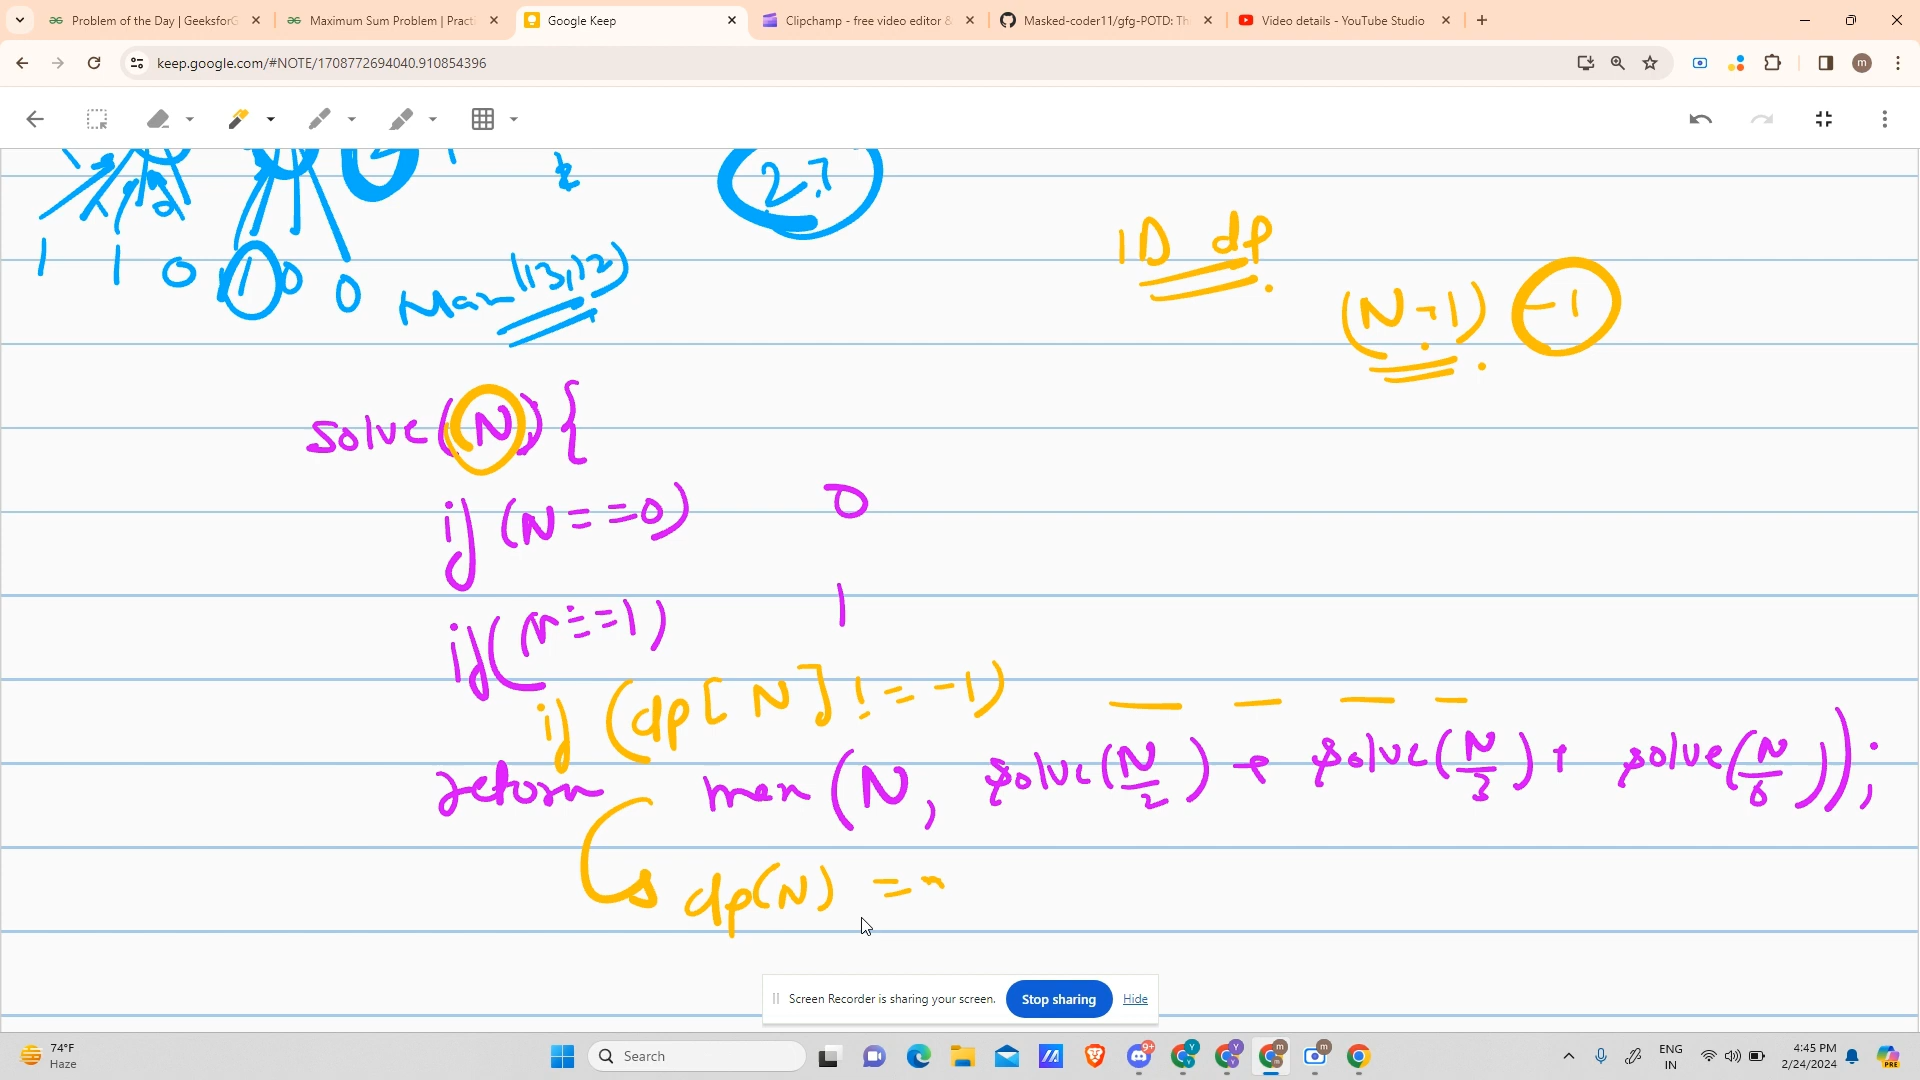 Problem of the Day | GeeksforG
Maximum Sum Problem | Practi
Google Keep
Clipchamp - free video editor &
Masked-coder11/gfg-POTD: Th
Video details - YouTube Studio
keep.google.com/#NOTE/1708772694040.910854396
m
2.?
1D dp
1 1 0 1 0 0
Max(13,12)
(N+1) -1
solve(N) {
if (N==0) 0
if(N==1) 1
if (dp[N] != -1)
return max(N, solve(N/2) + solve(N/3) + solve(N/6));
dp(N) =
Screen Recorder is sharing your screen.
Stop sharing
Hide
74°F
Haze
Search
9+
Y
Y
m
m
ENG
IN
4:45 PM
2/24/2024
PRE